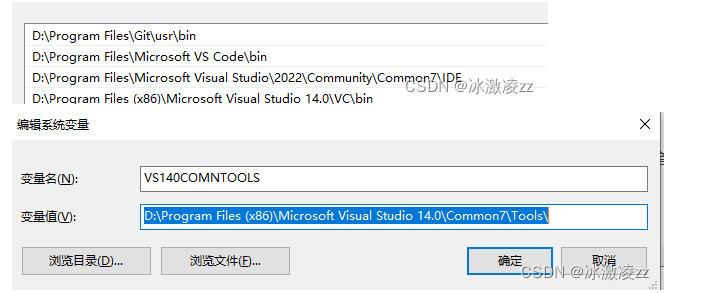 D:\Program Files\Git\usr\bin
D:\Program Files\Microsoft VS Code\bin
D:\Program Files\Microsoft Visual Studio\2022\Community\Common7\IDE
CSDN @冰激凌zz
D:\Program Files (x86)\Microsoft Visual Studio 14.0\VC\bin
编辑系统变量
变量名(N):
VS140COMNTOOLS
变量值(V):
D:\Program Files (x86)\Microsoft Visual Studio 14.0\Common7\Tools\
浏览目录(D)...
浏览文件(F)...
确定
取消
CSDN @冰激凌zz